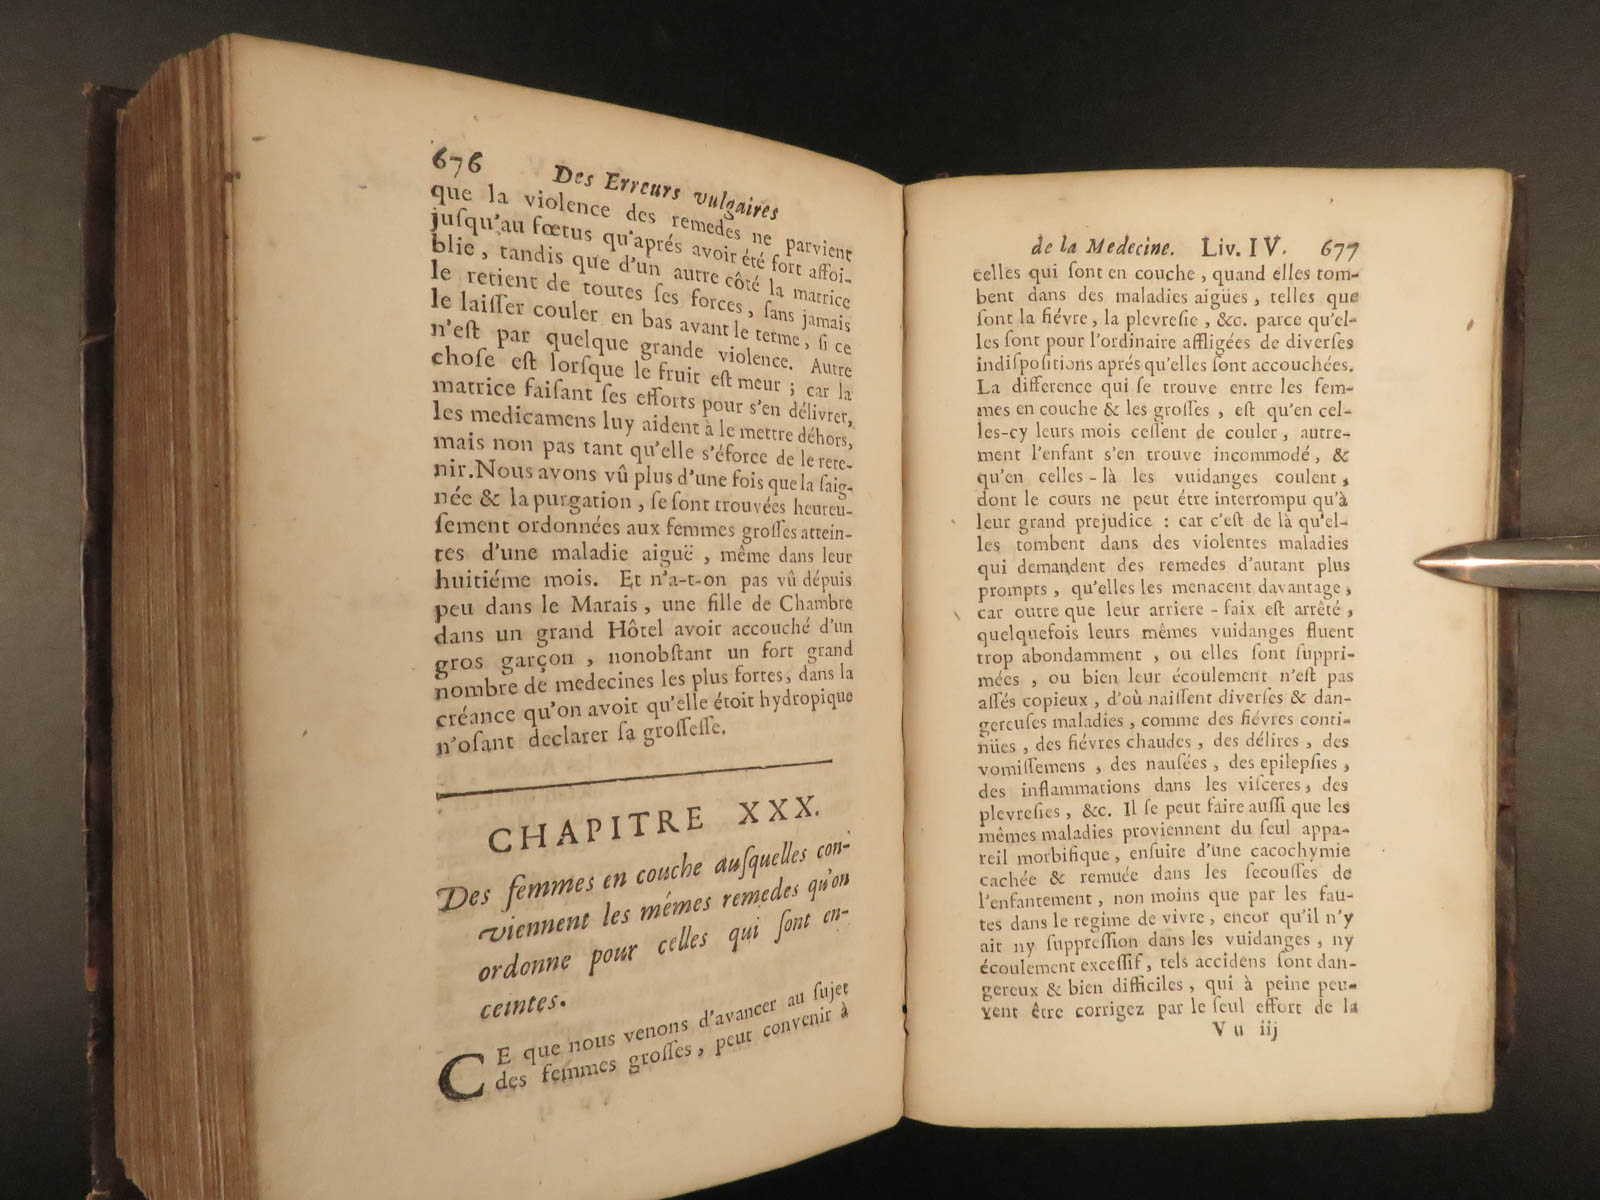 676 Des Erreurs vulgaires
que la violence des remedes ne parvient
juſqu'au fœtus qu'aprés avoir été fort affoi-
blie, tandis que d'un autre côté la matrice
le retient de toutes ſes forces, ſans jamais
le laiſſer couler en bas avant le terme, ſi ce
n'eſt par quelque grande violence. Autre
choſe eſt lorſque le fruit eſt meur ; car la
matrice faiſant ſes efforts pour s'en délivrer,
les medicamens luy aident à le mettre déhors,
mais non pas tant qu'elle s'éforce de le rete-
nir. Nous avons vû plus d'une fois que la ſaig-
née & la purgation, ſe ſont trouvées heureu-
ſement ordonnées aux femmes groſſes attein-
tes d'une maladie aiguë, même dans leur
huitiéme mois. Et n'a-t-on pas vû dépuis
peu dans le Marais, une fille de Chambre
dans un grand Hôtel avoir accouché d'un
gros garçon, nonobſtant un fort grand
nombre de medecines les plus fortes, dans la
créance qu'on avoit qu'elle étoit hydropique
n'oſant declarer ſa groſſeſſe.
CHAPITRE XXX.
Des femmes en couche auſquelles con-
viennent les mémes remedes qu'on
ordonne pour celles qui ſont en-
ceintes.
CE que nous venons d'avancer au ſujet
des femmes groſſes, peut convenir à
de la Medecine. Liv. IV. 677
celles qui ſont en couche, quand elles tom-
bent dans des maladies aigües, telles que
ſont la fiévre, la plevreſie, &c. parce qu'el-
les ſont pour l'ordinaire affligées de diverſes
indiſpoſitions aprés qu'elles ſont accouchées.
La difference qui ſe trouve entre les fem-
mes en couche & les groſſes, eſt qu'en cel-
les-cy leurs mois ceſſent de couler, autre-
ment l'enfant s'en trouve incommodé, &
qu'en celles-là les vuidanges coulent,
dont le cours ne peut étre interrompu qu'à
leur grand prejudice : car c'eſt de là qu'el-
les tombent dans des violentes maladies
qui demandent des remedes d'autant plus
prompts, qu'elles les menacent davantage,
car outre que leur arriere-faix eſt arrêté,
quelquefois leurs mêmes vuidanges fluent
trop abondamment, ou elles ſont ſuppri-
mées, ou bien leur écoulement n'eſt pas
aſſés copieux, d'où naiſſent diverſes & dan-
gereuſes maladies, comme des fiévres conti-
nües, des fiévres chaudes, des délires, des
vomiſſemens, des nauſées, des epilepſies,
des inflammations dans les viſceres, des
plevreſies, &c. Il ſe peut faire auſſi que les
mêmes maladies proviennent du ſeul appa-
reil morbifique, enſuite d'une cacochymie
cachée & remuée dans les ſecouſſes de
l'enfantement, non moins que par les fau-
tes dans le regime de vivre, encor qu'il n'y
ait ny ſuppreſſion dans les vuidanges, ny
écoulement exceſſif, tels accidens ſont dan-
gereux & bien difficiles, qui à peine peu-
vent être corrigez par le ſeul effort de la
Vu iij